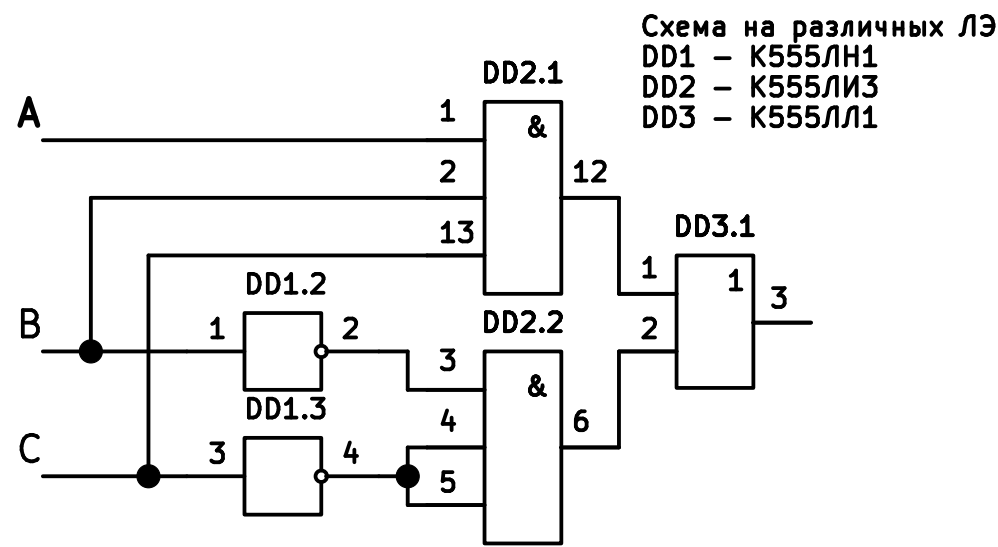 Схема на различных ЛЭ
DD1 – К555ЛН1
DD2 – К555ЛИ3
DD3 – К555ЛЛ1
DD2.1
A
1
&
2
12
13
DD3.1
DD1.2
1
1
3
B
1
2
DD2.2
2
3
&
DD1.3
4
6
C
3
4
5